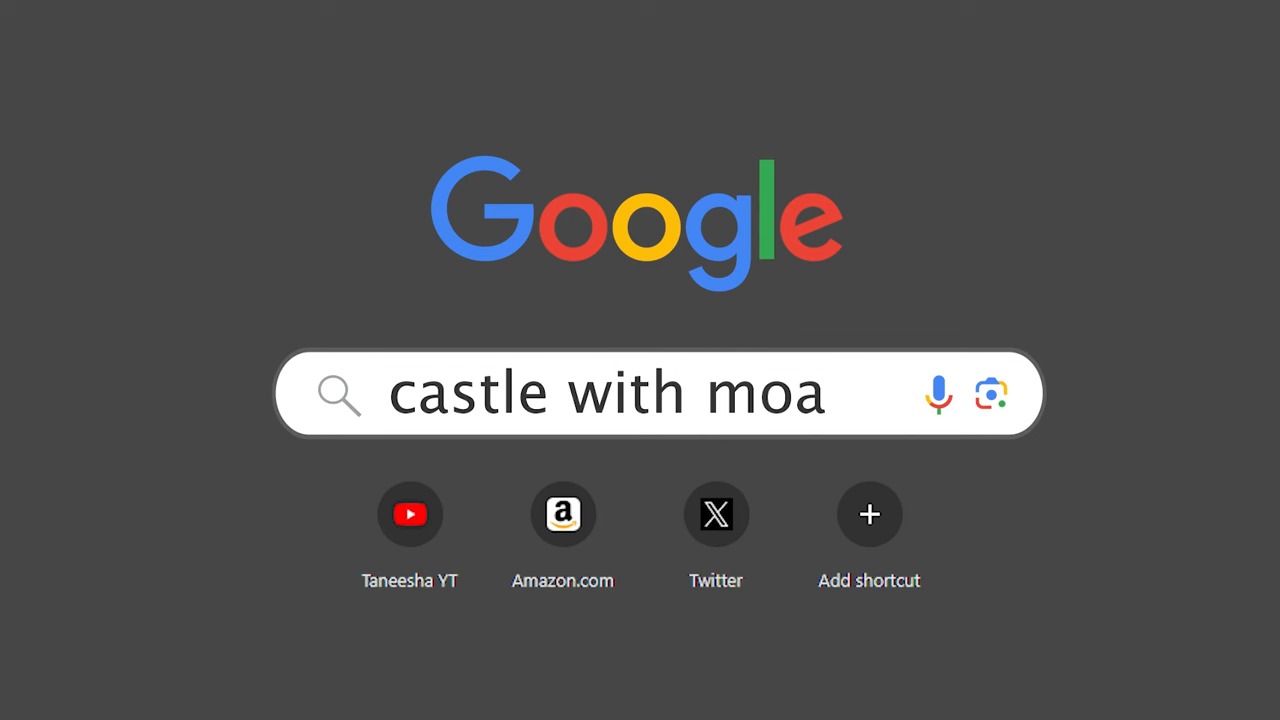 Google
castle with moa
Taneesha YT
Amazon.com
Twitter
Add shortcut